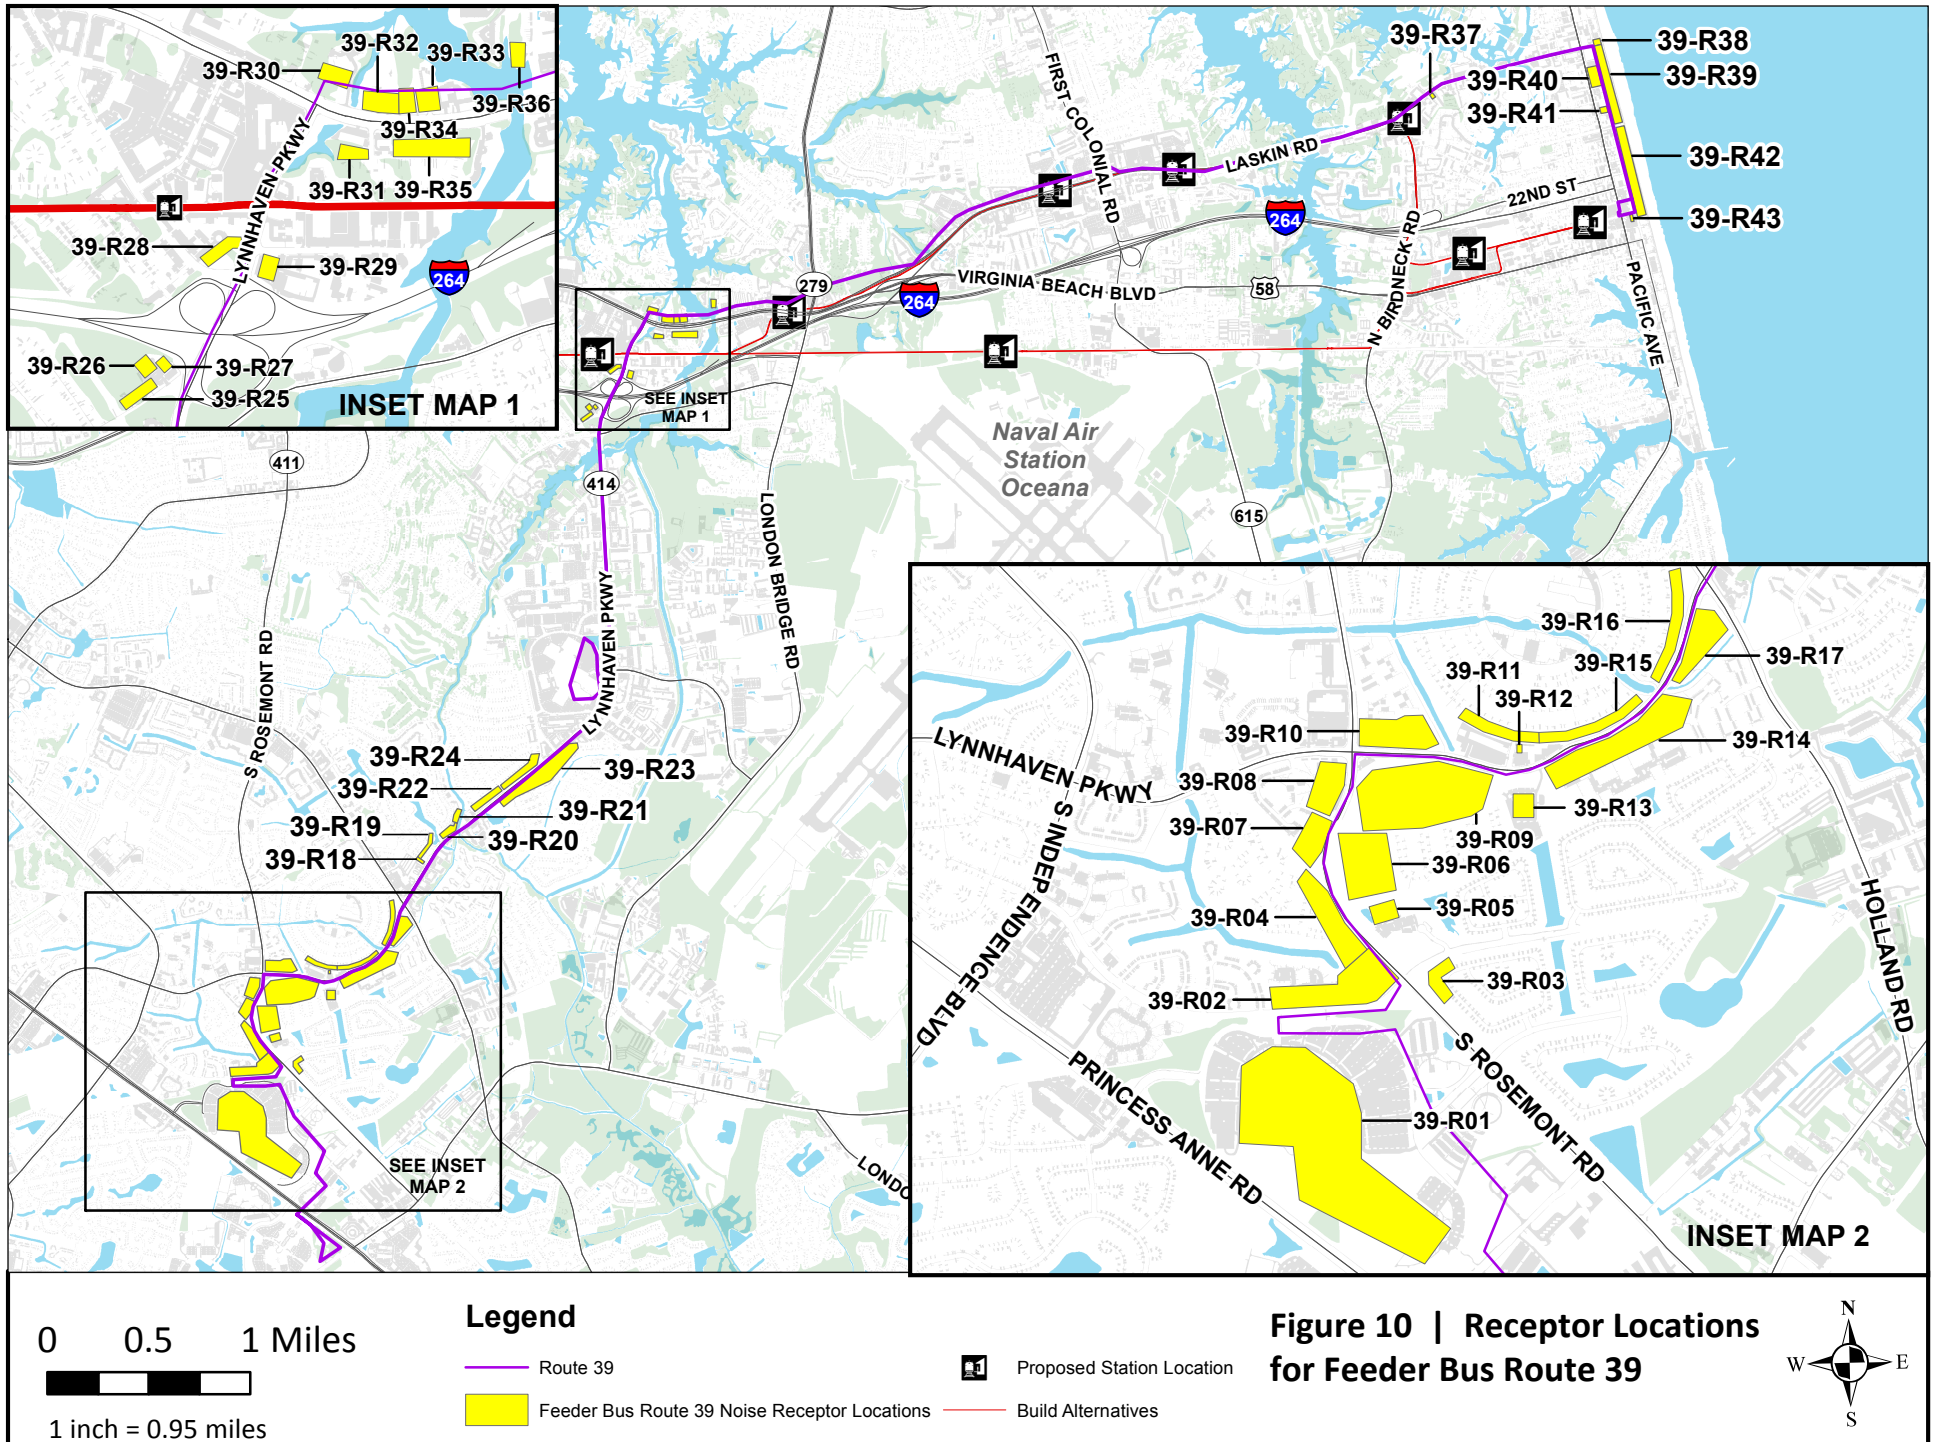 39-R32
39-R33
39-R30
39-R36
39-R34
39-R31
39-R35
LYNNHAVEN PKWY
39-R28
39-R29
264
39-R26
39-R27
39-R25
INSET MAP 1
FIRST COLONIAL RD
39-R37
39-R38
39-R40
39-R39
39-R41
39-R42
LASKIN RD
22ND ST
39-R43
264
N BIRDNECK RD
279
VIRGINIA BEACH BLVD
58
264
PACIFIC AVE
SEE INSET
MAP 1
Naval Air
Station
Oceana
411
414
615
LONDON BRIDGE RD
LYNNHAVEN PKWY
S ROSEMONT RD
39-R24
39-R23
39-R22
39-R21
39-R19
39-R20
39-R18
SEE INSET
MAP 2
LONDO
39-R16
39-R11
39-R15
39-R17
39-R12
39-R10
39-R14
LYNNHAVEN PKWY
39-R08
39-R13
39-R07
39-R09
39-R06
S INDEPENDENCE BLVD
39-R05
39-R04
HOLLAND RD
39-R03
39-R02
S ROSEMONT RD
PRINCESS ANNE RD
39-R01
INSET MAP 2
0 0.5 1 Miles
1 inch = 0.95 miles
Legend
Route 39
Proposed Station Location
Feeder Bus Route 39 Noise Receptor Locations
Build Alternatives
Figure 10 | Receptor Locations
for Feeder Bus Route 39
N
W E
S